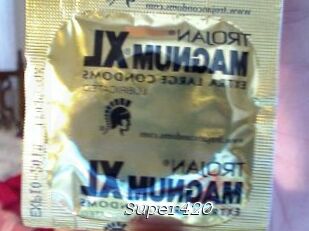 www.trojancondoms.com
TROJAN®
MAGNUM XL
EXTRA LARGE CONDOMS
LUBRICATED
www.trojancondoms.com
TROJAN®
MAGNUM XL
Super420